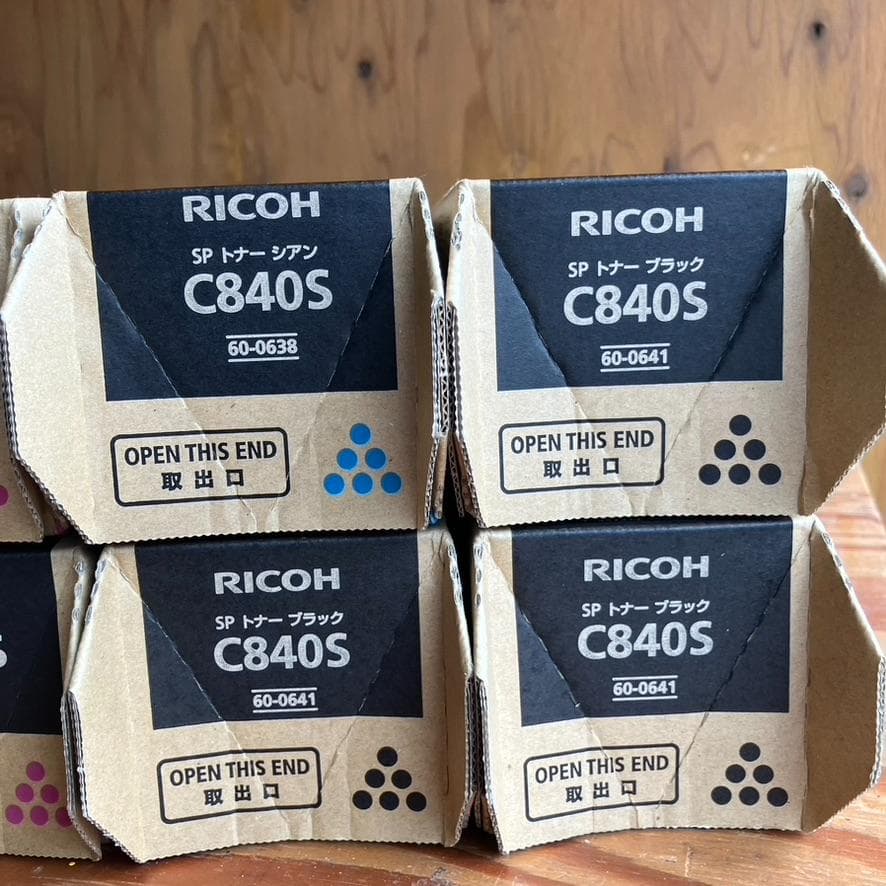 RICOH
SP トナー シアン
C840S
60-0638
OPEN THIS END
取出口
RICOH
SP トナー ブラック
C840S
60-0641
OPEN THIS END
取出口
S
RICOH
SP トナー ブラック
C840S
60-0641
OPEN THIS END
取出口
RICOH
SP トナー ブラック
C840S
60-0641
OPEN THIS END
取出口